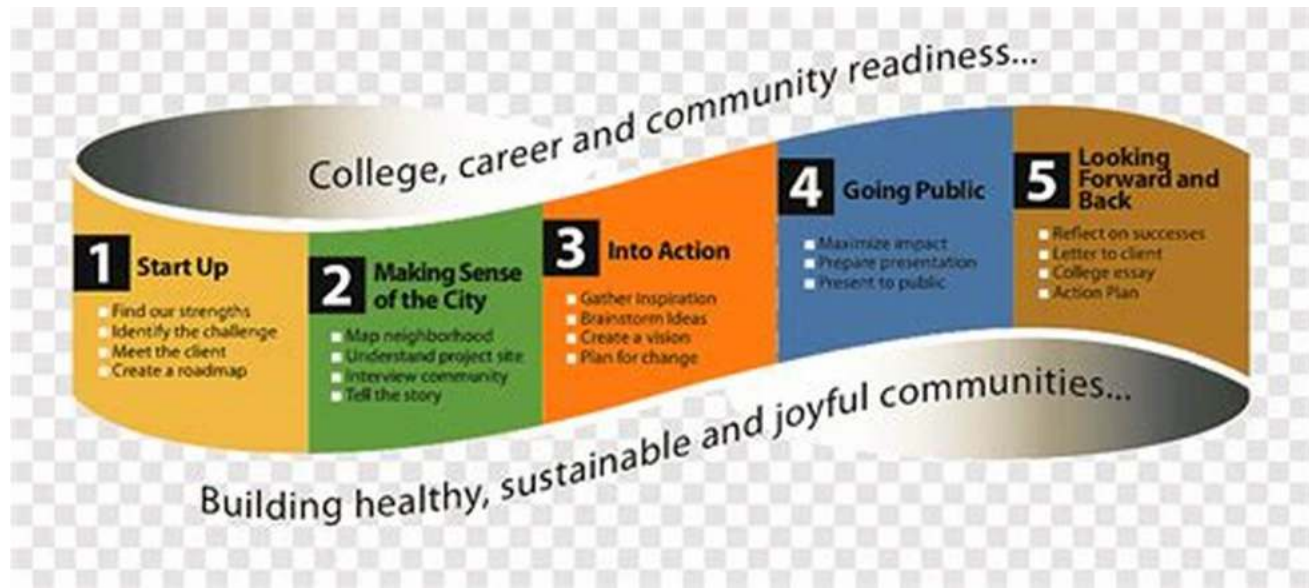 College, career and community readiness...
1 Start Up
Find our strengths
Identify the challenge
Meet the client
Create a roadmap
2 Making Sense
of the City
Map neighborhood
Understand project site
Interview community
Tell the story
3 Into Action
Gather Inspiration
Brainstorm Ideas
Create a vision
Plan for change
4 Going Public
Maximize impact
Prepare presentation
Present to public
5 Looking
Forward and
Back
Reflect on successes
Letter to client
College essay
Action Plan
Building healthy, sustainable and joyful communities...